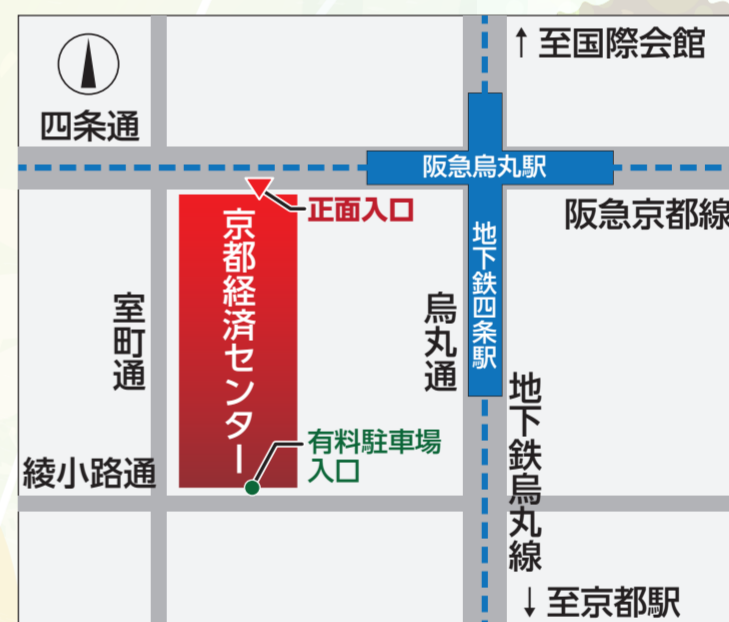 ↑至国際会館
四条通
阪急烏丸駅
正面入口
阪急京都線
京都経済センター
地下鉄四条駅
室町通
烏丸通
地下鉄烏丸線
有料駐車場
入口
綾小路通
↓至京都駅